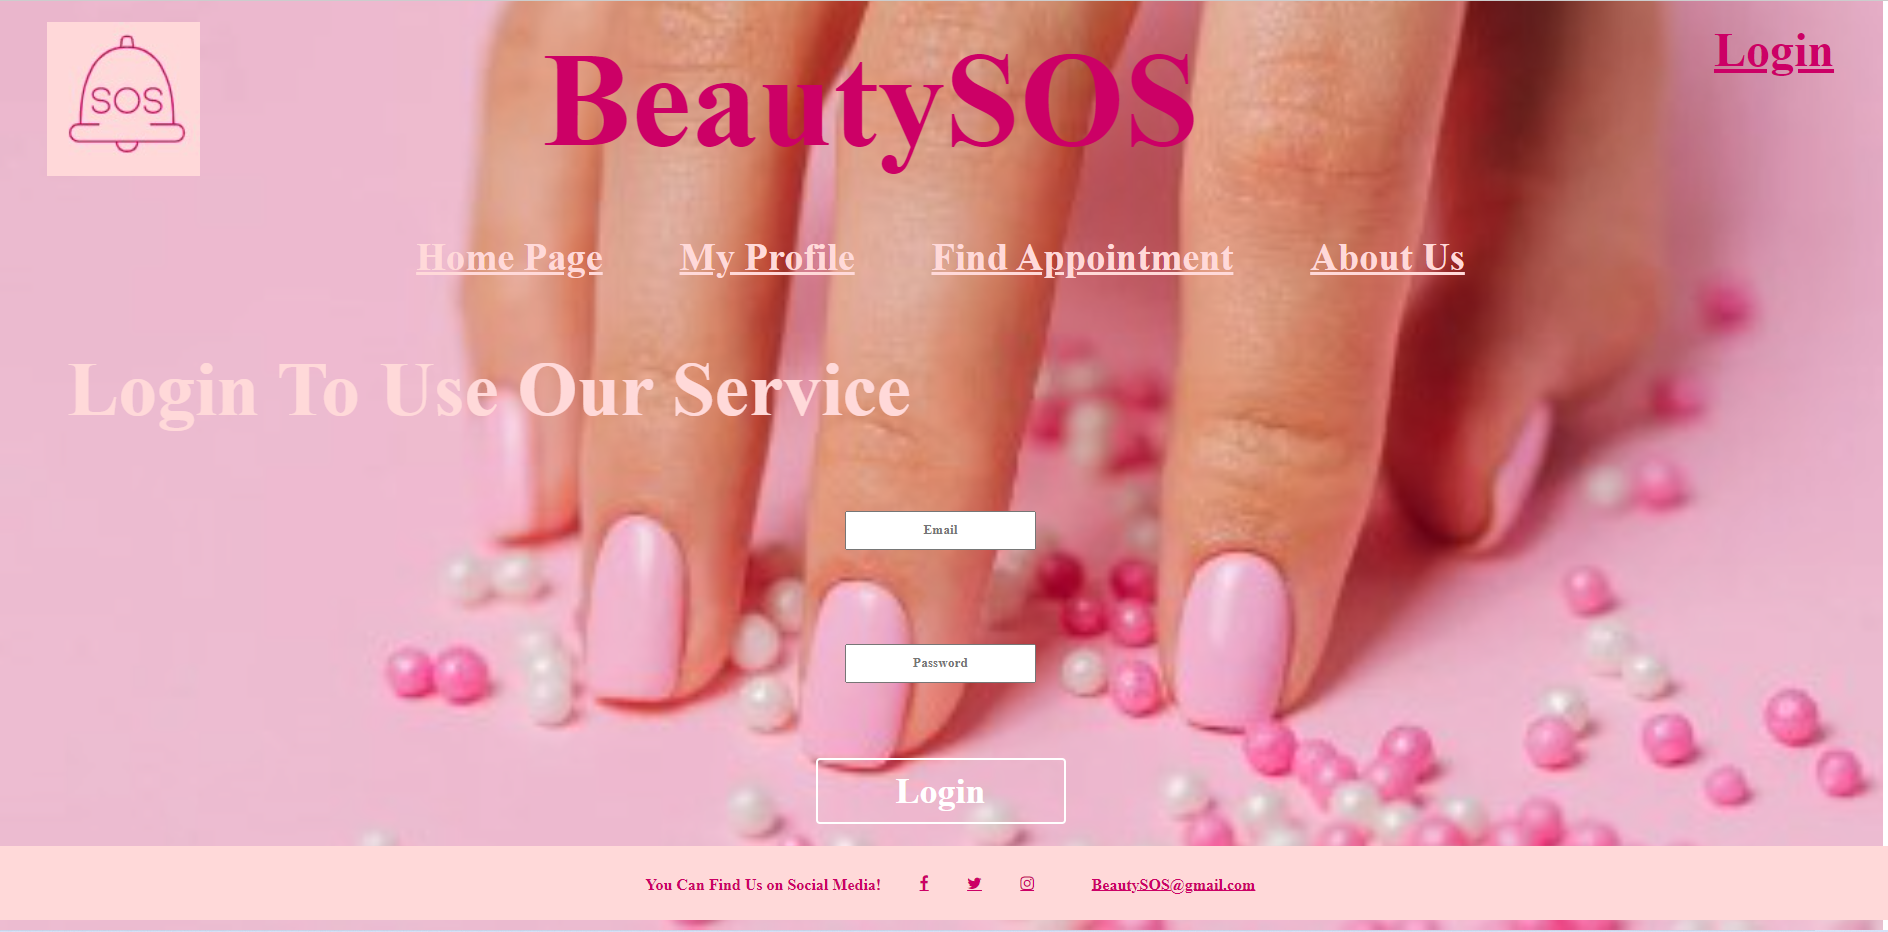 SOS
BeautySOS
Login
Home Page My Profile Find Appointment About Us
Login To Use Our Service
Email
Password
Login
You Can Find Us on Social Media! BeautySOS@gmail.com